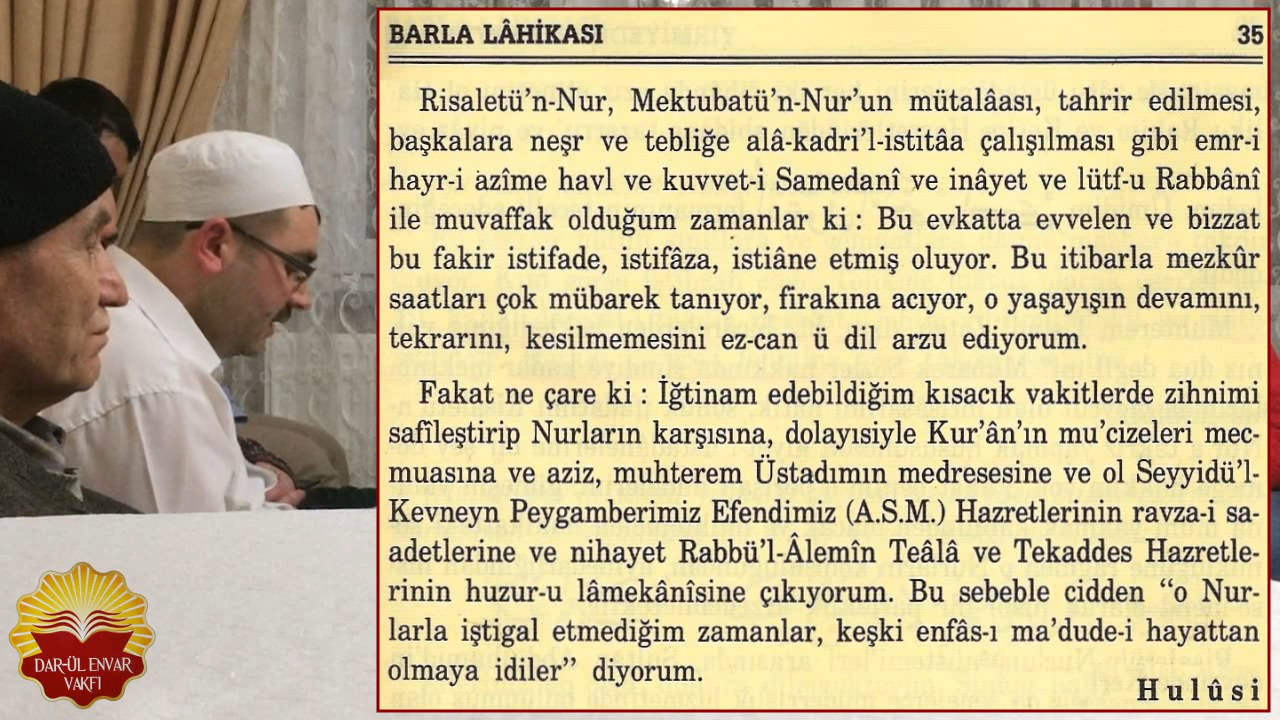 BARLA LÂHİKASI 35
Risaletü’n-Nur, Mektubatü’n-Nur’un mütalâası, tahrir edilmesi,
başkalara neşr ve tebliğe alâ-kadri’l-istitâa çalışılması gibi emr-i
hayr-i azîme havl ve kuvvet-i Samedanî ve inâyet ve lütf-u Rabbânî
ile muvaffak olduğum zamanlar ki : Bu evkatta evvelen ve bizzat
bu fakir istifade, istifâza, istiâne etmiş oluyor. Bu itibarla mezkûr
saatları çok mübarek tanıyor, firakına acıyor, o yaşayışın devamını,
tekrarını, kesilmemesini ez-can ü dil arzu ediyorum.
Fakat ne çare ki : İğtinam edebildiğim kısacık vakitlerde zihnimi
safîleştirip Nurların karşısına, dolayısiyle Kur’ân’ın mu’cizeleri mec-
muasına ve aziz, muhterem Üstadımın medresesine ve ol Seyyidü’l-
Kevneyn Peygamberimiz Efendimiz (A.S.M.) Hazretlerinin ravza-i sa-
adetlerine ve nihayet Rabbü’l-Âlemîn Teâlâ ve Tekaddes Hazretle-
rinin huzur-u lâmekânîsine çıkıyorum. Bu sebeble cidden “o Nur-
larla iştigal etmediğim zamanlar, keşki enfâs-ı ma’dude-i hayattan
olmaya idiler” diyorum.
Hulûsi
DAR-ÜL ENVAR
VAKFI